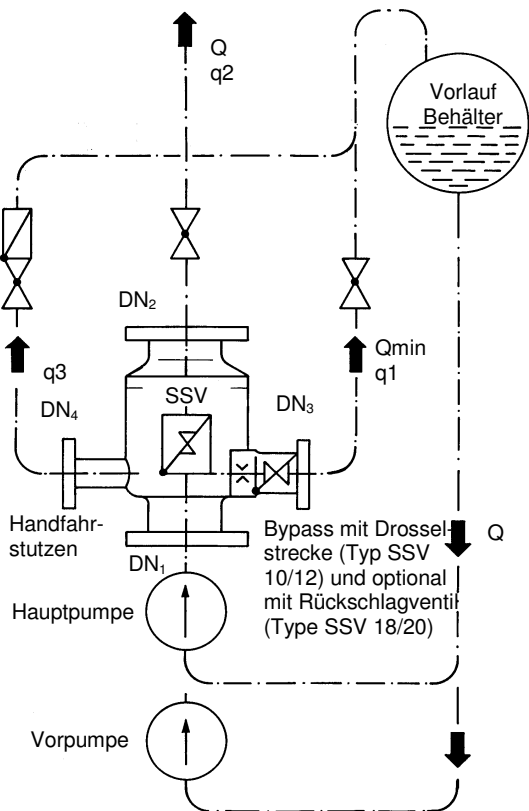 Q
q2
Vorlauf
Behälter
DN2
Qmin
q1
q3
SSV
DN4
DN3
Handfahr-
stutzen
Bypass mit Drossel-
strecke (Typ SSV
10/12) und optional
mit Rückschlagventil
(Type SSV 18/20)
Q
DN1
Hauptpumpe
Vorpumpe